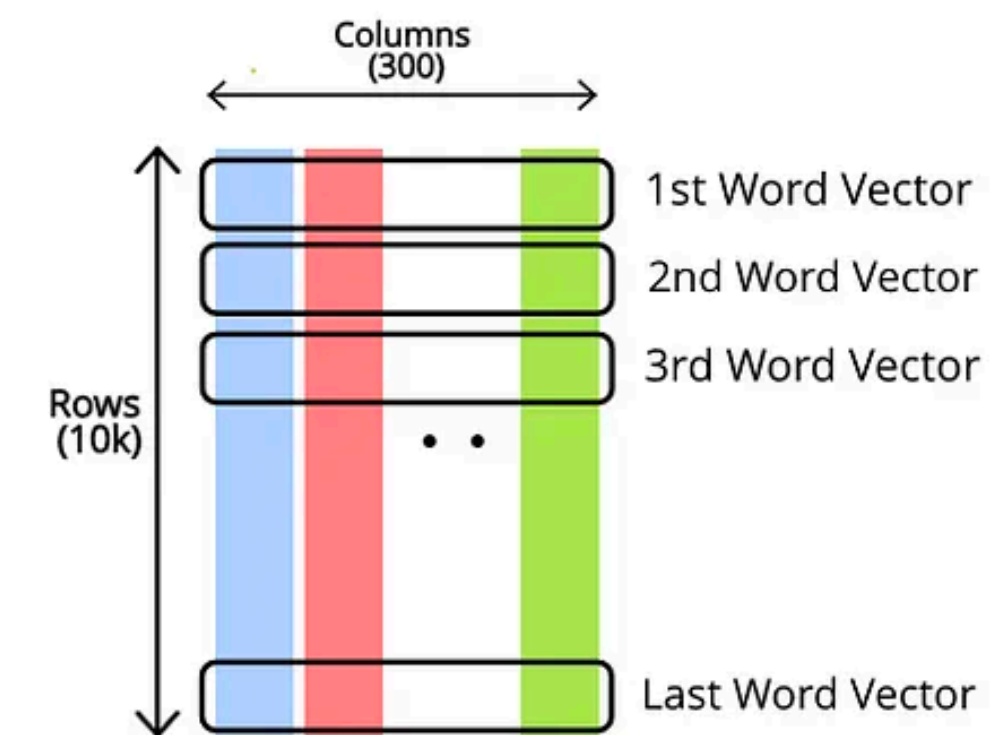 Columns
(300)
1st Word Vector
2nd Word Vector
3rd Word Vector
Rows
(10k)
Last Word Vector